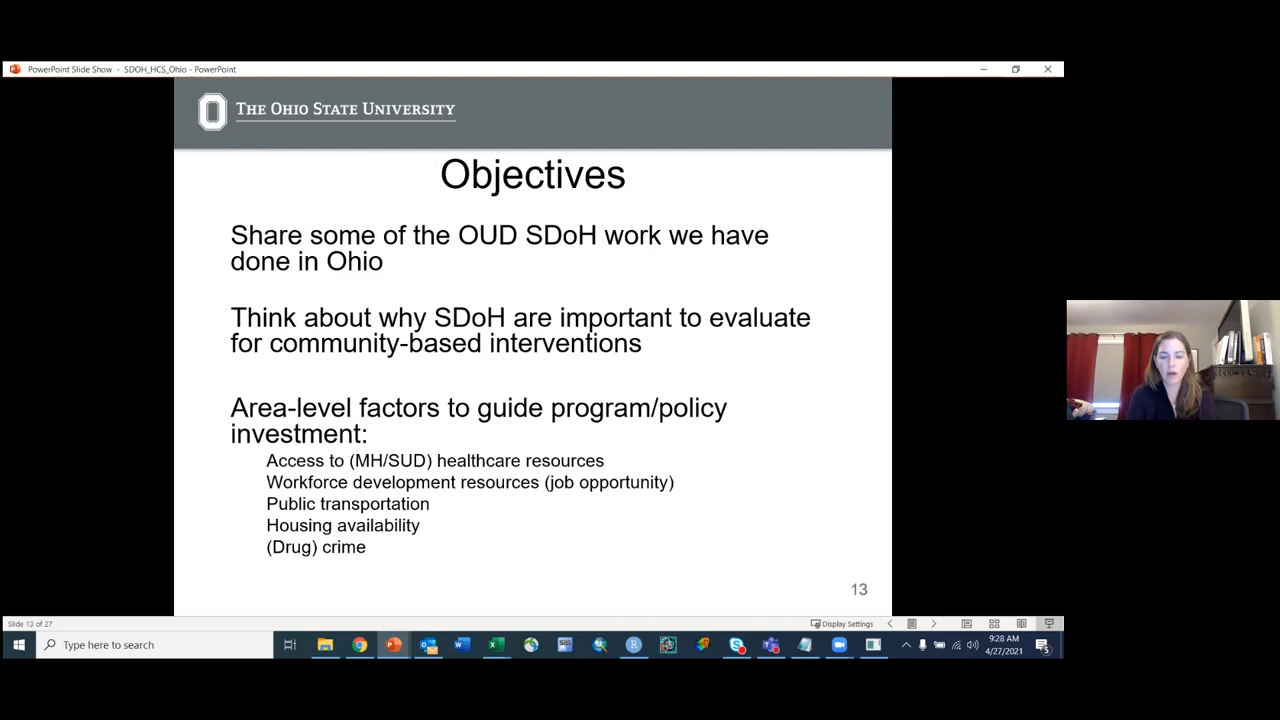 PowerPoint Slide Show - SDOH_HCS_Ohio - PowerPoint
THE OHIO STATE UNIVERSITY
Objectives
Share some of the OUD SDoH work we have
done in Ohio
Think about why SDoH are important to evaluate
for community-based interventions
Area-level factors to guide program/policy
investment:
Access to (MH/SUD) healthcare resources
Workforce development resources (job opportunity)
Public transportation
Housing availability
(Drug) crime
13
Slide 13 of 27
Display Settings
Type here to search
9:28 AM
4/27/2021
5